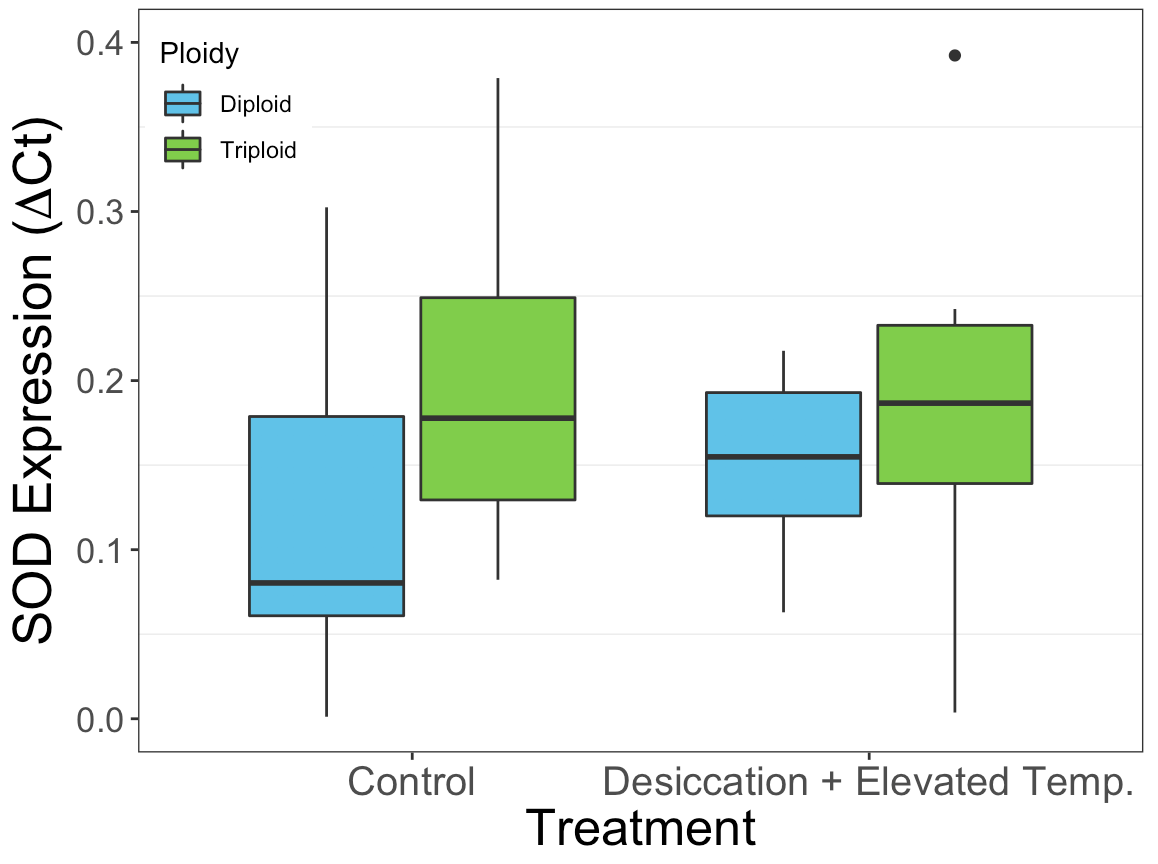 SOD Expression (ΔCt)
0.4
0.3
0.2
0.1
0.0
Ploidy
Diploid
Triploid
Control
Desiccation + Elevated Temp.
Treatment